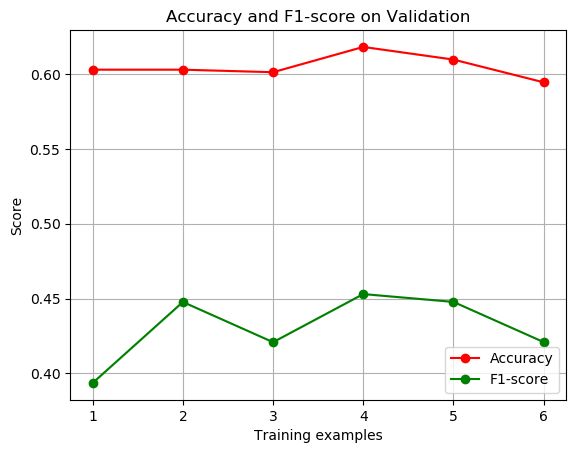 Accuracy and F1-score on Validation
Score
0.60
0.55
0.50
0.45
0.40
1 2 3 4 5 6
Training examples
Accuracy
F1-score